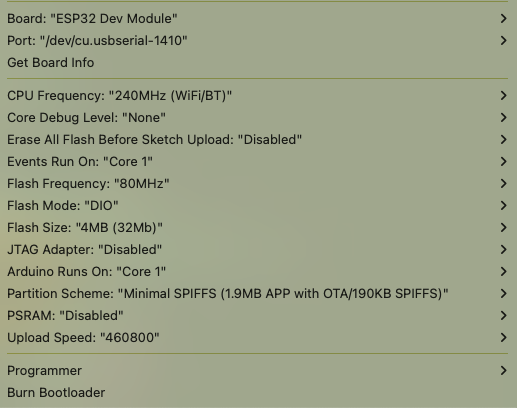 Board: "ESP32 Dev Module"
Port: "/dev/cu.usbserial-1410"
Get Board Info
CPU Frequency: "240MHz (WiFi/BT)"
Core Debug Level: "None"
Erase All Flash Before Sketch Upload: "Disabled"
Events Run On: "Core 1"
Flash Frequency: "80MHz"
Flash Mode: "DIO"
Flash Size: "4MB (32Mb)"
JTAG Adapter: "Disabled"
Arduino Runs On: "Core 1"
Partition Scheme: "Minimal SPIFFS (1.9MB APP with OTA/190KB SPIFFS)"
PSRAM: "Disabled"
Upload Speed: "460800"
Programmer
Burn Bootloader